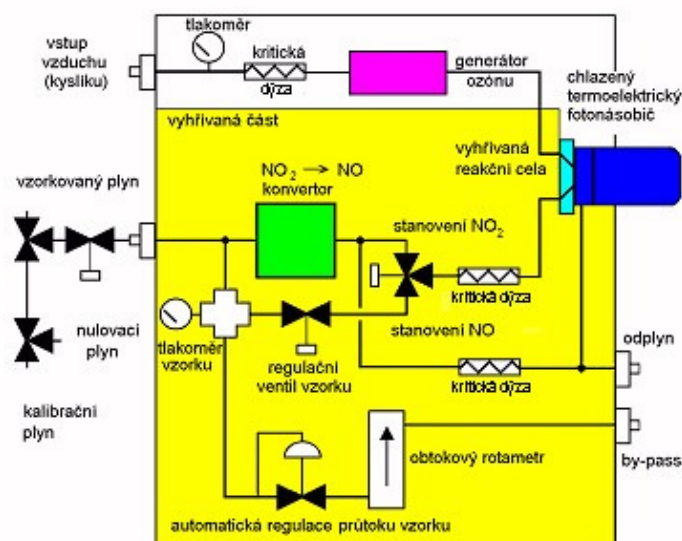 tlakoměr
vstup
vzduchu
(kyslíku)
kritická
dýza
generátor
ozónu
chlazený
termoelektrický
fotonásobič
vyhřívaná část
vyhřívaná
reakční cela
vzorkovaný plyn
NO₂ → NO
konvertor
stanovení NO₂
kritická dýza
nulovací
plyn
tlakoměr
vzorku
regulační
ventil vzorku
stanovení NO
kritická dýza
odplyn
kalibrační
plyn
obtokový rotametr
by-pass
automatická regulace průtoku vzorku